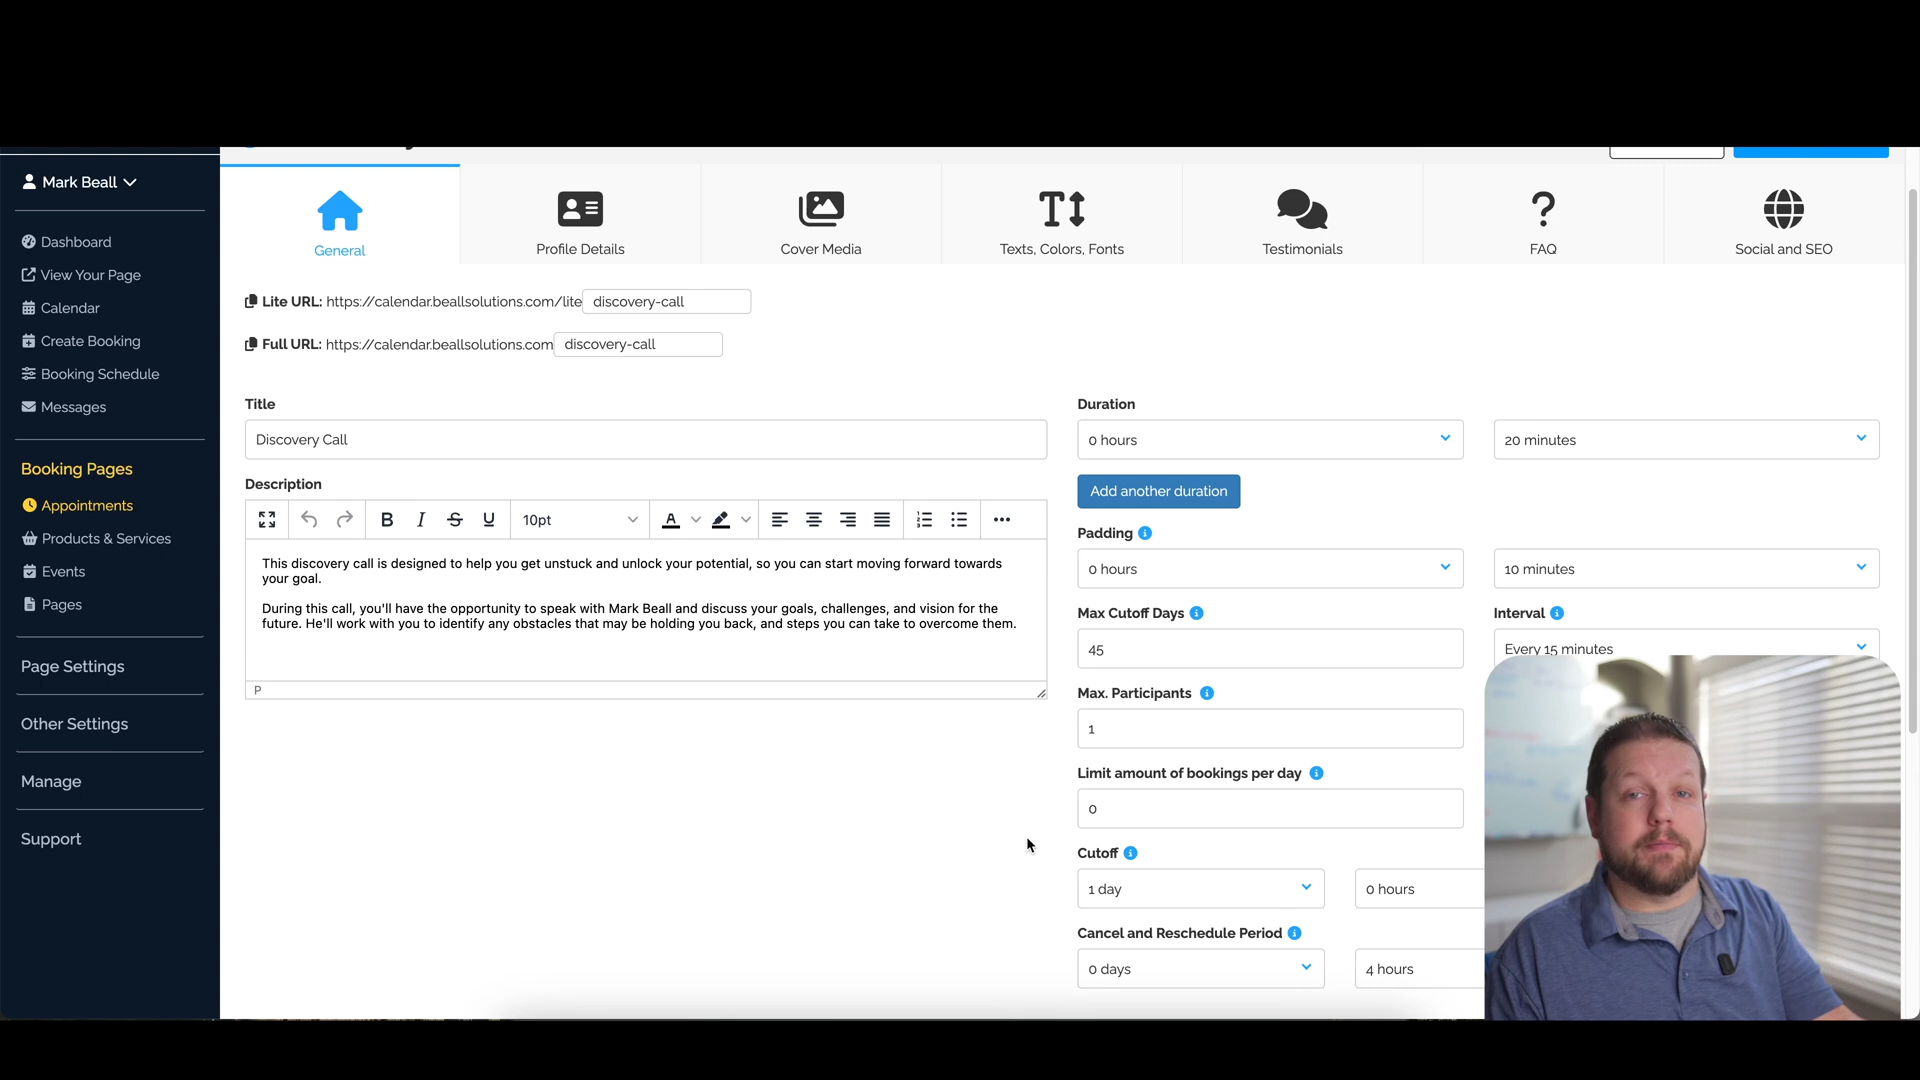 Mark Beall
Dashboard
View Your Page
Calendar
Create Booking
Booking Schedule
Messages
Booking Pages
Appointments
Products & Services
Events
Pages
Page Settings
Other Settings
Manage
Support
General
Profile Details
Cover Media
Texts, Colors, Fonts
Testimonials
FAQ
Social and SEO
Lite URL: https://calendar.beallsolutions.com/lite discovery-call
Full URL: https://calendar.beallsolutions.com discovery-call
Title
Discovery Call
Description
10pt
This discovery call is designed to help you get unstuck and unlock your potential, so you can start moving forward towards
your goal.
During this call, you'll have the opportunity to speak with Mark Beall and discuss your goals, challenges, and vision for the
future. He'll work with you to identify any obstacles that may be holding you back, and steps you can take to overcome them.
P
Duration
0 hours
20 minutes
Add another duration
Padding
0 hours
10 minutes
Max Cutoff Days
45
Interval
Every 15 minutes
Max. Participants
1
Limit amount of bookings per day
0
Cutoff
1 day
0 hours
Cancel and Reschedule Period
0 days
4 hours